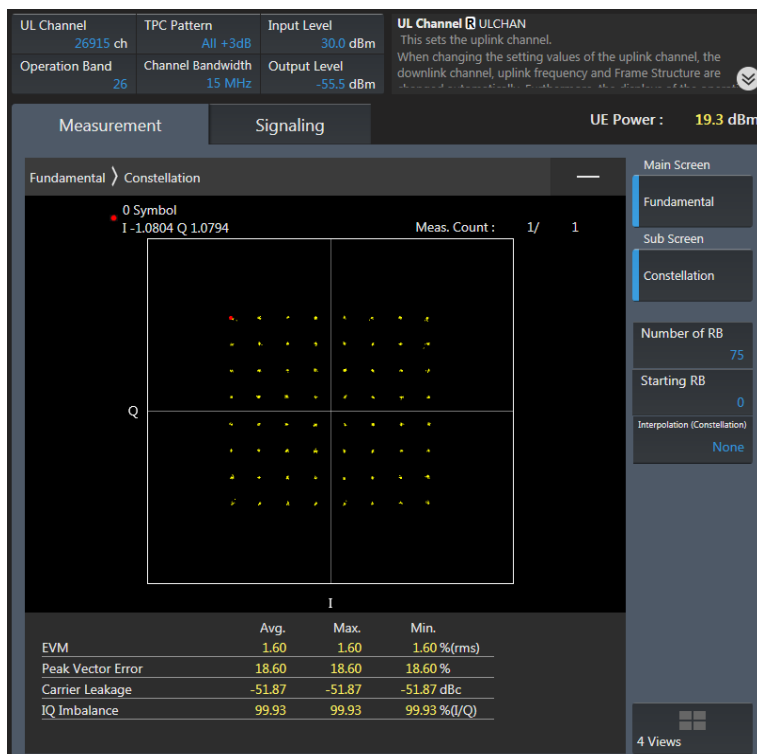 UL Channel
26915 ch
TPC Pattern
All +3dB
Input Level
30.0 dBm
Operation Band
26
Channel Bandwidth
15 MHz
Output Level
-55.5 dBm
UL Channel R ULCHAN
This sets the uplink channel.
When changing the setting values of the uplink channel, the
downlink channel, uplink frequency and Frame Structure are
Measurement
Signaling
UE Power : 19.3 dBm
Fundamental 〉 Constellation
0 Symbol
I -1.0804 Q 1.0794
Meas. Count : 1/ 1
Q
I
Avg. Max. Min.
EVM 1.60 1.60 1.60 %(rms)
Peak Vector Error 18.60 18.60 18.60 %
Carrier Leakage -51.87 -51.87 -51.87 dBc
IQ Imbalance 99.93 99.93 99.93 %(I/Q)
Main Screen
Fundamental
Sub Screen
Constellation
Number of RB
75
Starting RB
0
Interpolation (Constellation)
None
4 Views